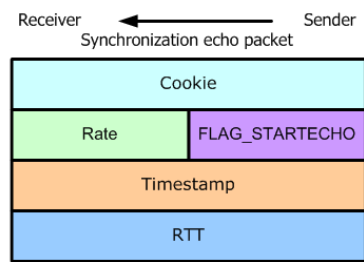 Receiver Sender
Synchronization echo packet
Cookie
Rate FLAG_STARTECHO
Timestamp
RTT